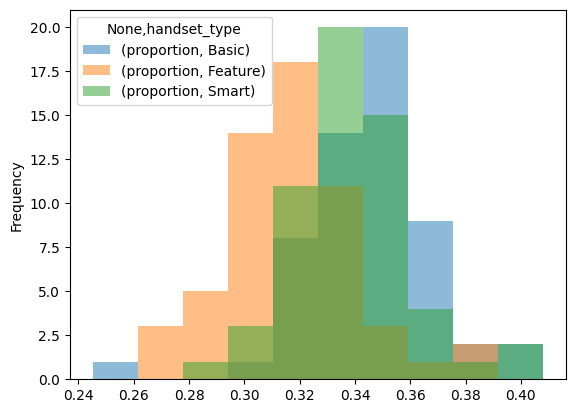 None,handset_type
(proportion, Basic)
(proportion, Feature)
(proportion, Smart)
Frequency
20.0
17.5
15.0
12.5
10.0
7.5
5.0
2.5
0.0
0.24 0.26 0.28 0.30 0.32 0.34 0.36 0.38 0.40